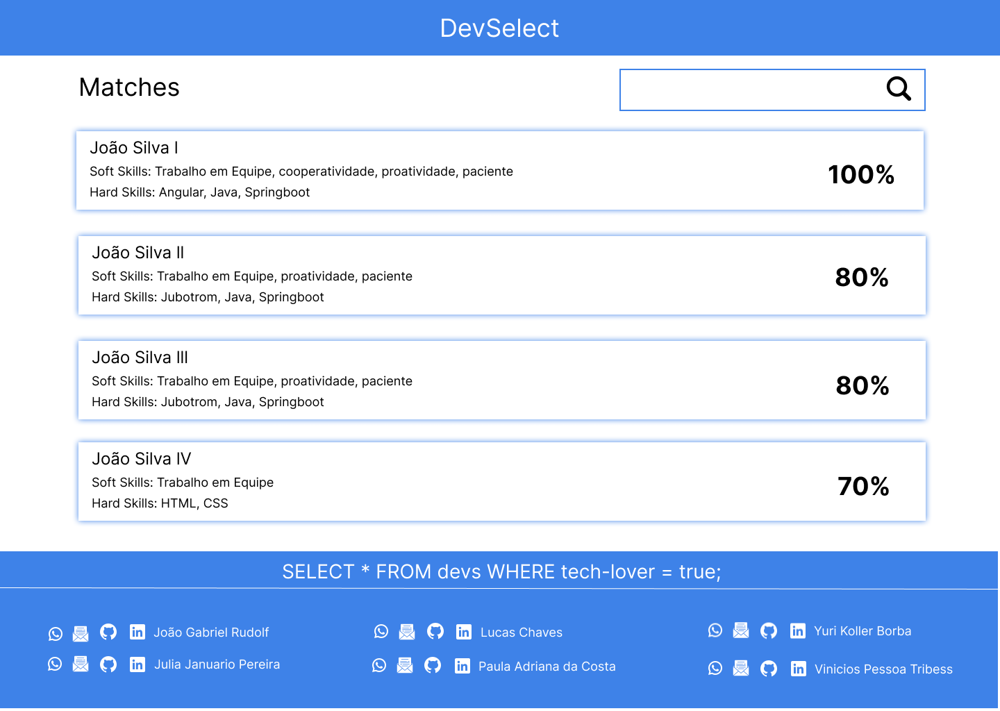 DevSelect
Matches
João Silva I
Soft Skills: Trabalho em Equipe, cooperatividade, proatividade, paciente
Hard Skills: Angular, Java, Springboot
100%
João Silva II
Soft Skills: Trabalho em Equipe, proatividade, paciente
Hard Skills: Jubotrom, Java, Springboot
80%
João Silva III
Soft Skills: Trabalho em Equipe, proatividade, paciente
Hard Skills: Jubotrom, Java, Springboot
80%
João Silva IV
Soft Skills: Trabalho em Equipe
Hard Skills: HTML, CSS
70%
SELECT * FROM devs WHERE tech-lover = true;
João Gabriel Rudolf
Lucas Chaves
Yuri Koller Borba
Julia Januario Pereira
Paula Adriana da Costa
Vinicios Pessoa Tribess